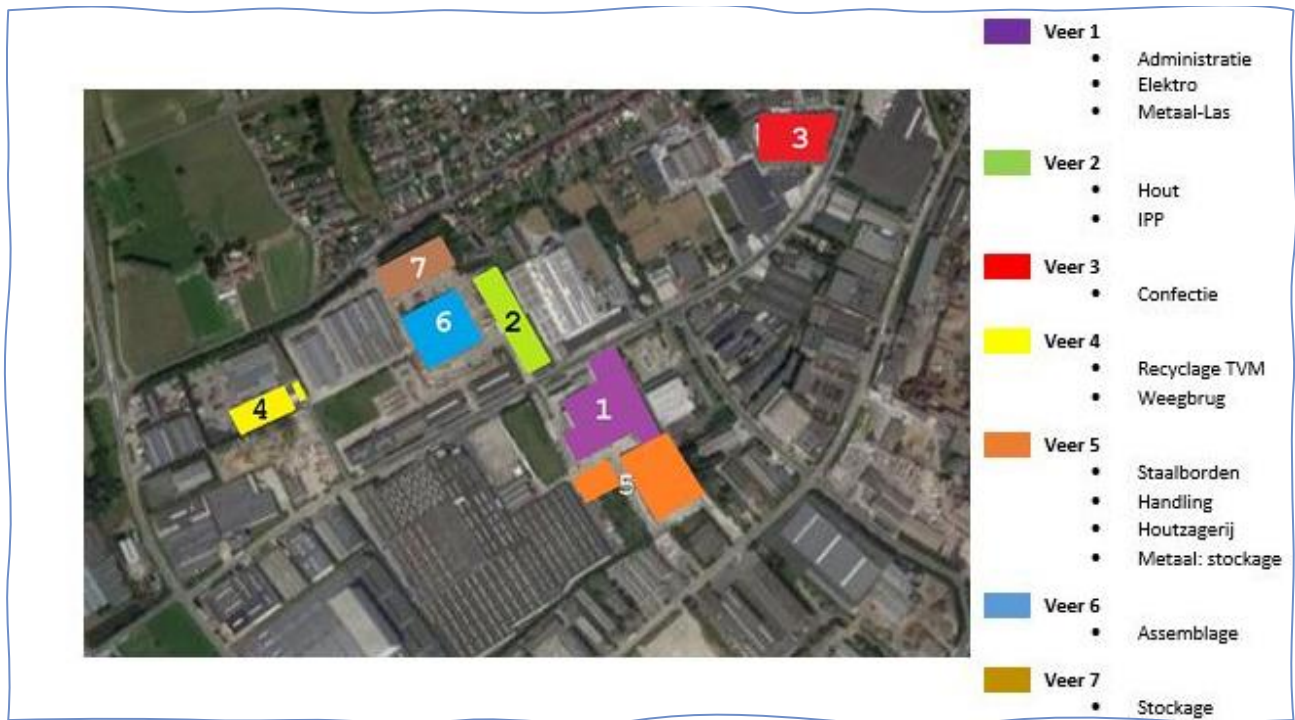 Veer 1
• Administratie
• Elektro
• Metaal-Las
Veer 2
• Hout
• IPP
Veer 3
• Confectie
Veer 4
• Recyclage TVM
• Weegbrug
Veer 5
• Staalborden
• Handling
• Houtzagerij
• Metaal: stockage
Veer 6
• Assemblage
Veer 7
• Stockage
3
7
6
2
4
1
5